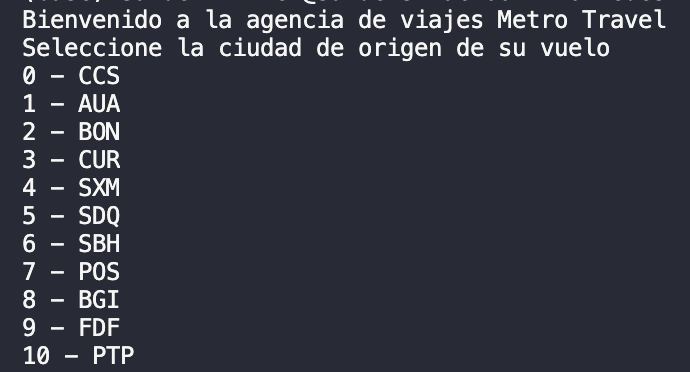 Bienvenido a la agencia de viajes Metro Travel
Seleccione la ciudad de origen de su vuelo
0 - CCS
1 - AUA
2 - BON
3 - CUR
4 - SXM
5 - SDQ
6 - SBH
7 - POS
8 - BGI
9 - FDF
10 - PTP